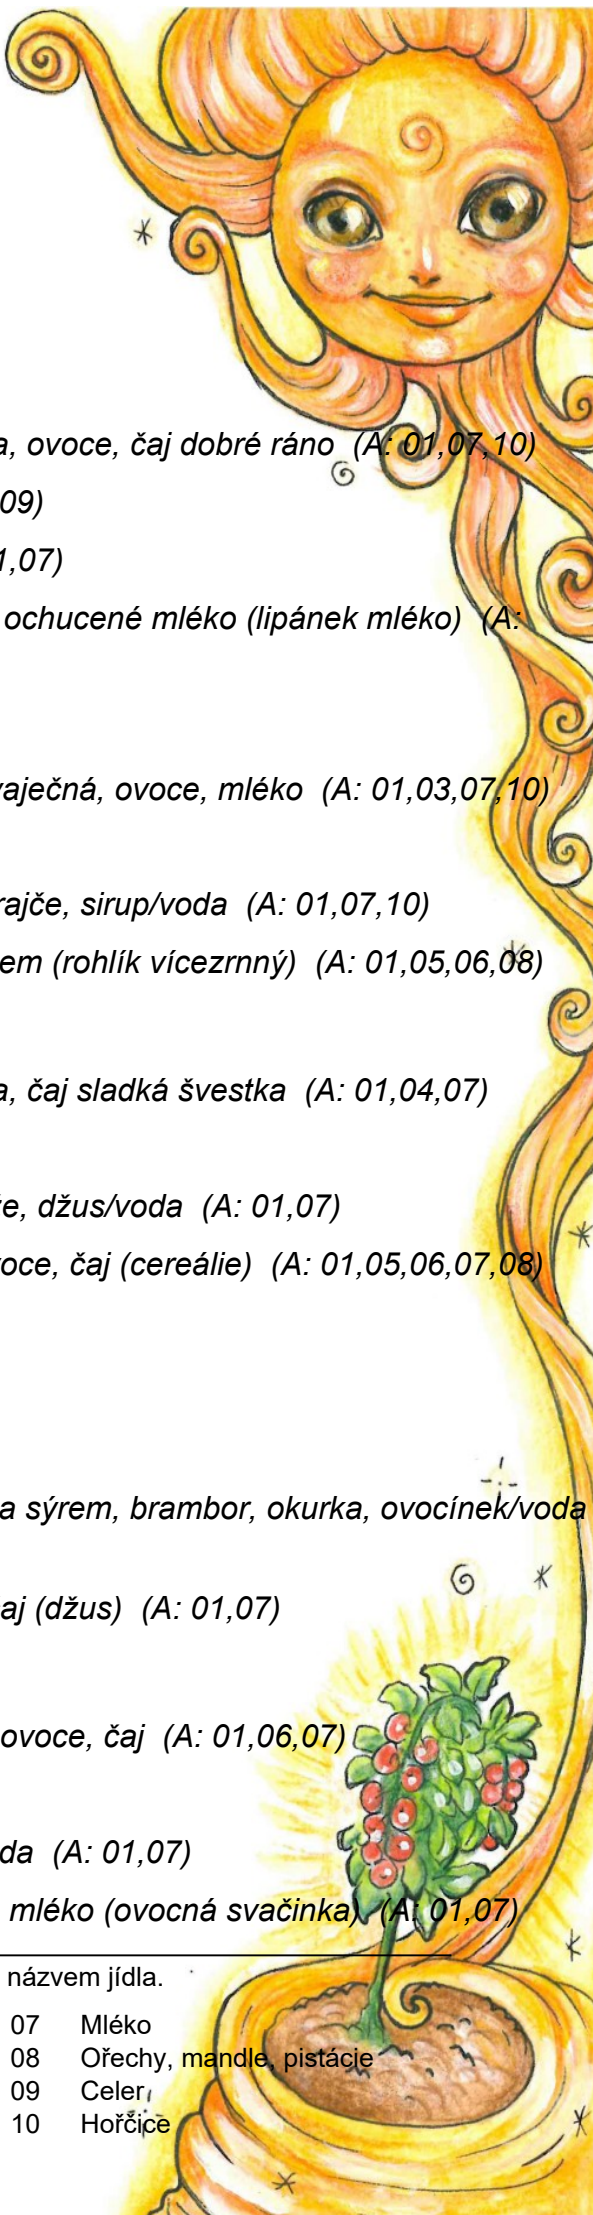 a, ovoce, čaj dobré ráno (A: 01,07,10)
09)
1,07)
ochucené mléko (lipánek mléko) (A:
vaječná, ovoce, mléko (A: 01,03,07,10)
rajče, sirup/voda (A: 01,07,10)
em (rohlík vícezrnný) (A: 01,05,06,08)
a, čaj sladká švestka (A: 01,04,07)
že, džus/voda (A: 01,07)
voce, čaj (cereálie) (A: 01,05,06,07,08)
a sýrem, brambor, okurka, ovocínek/voda
aj (džus) (A: 01,07)
ovoce, čaj (A: 01,06,07)
da (A: 01,07)
mléko (ovocná svačinka) (A: 01,07)
názvem jídla.
07 Mléko
08 Ořechy, mandle, pistácie
09 Celer
10 Hořčice